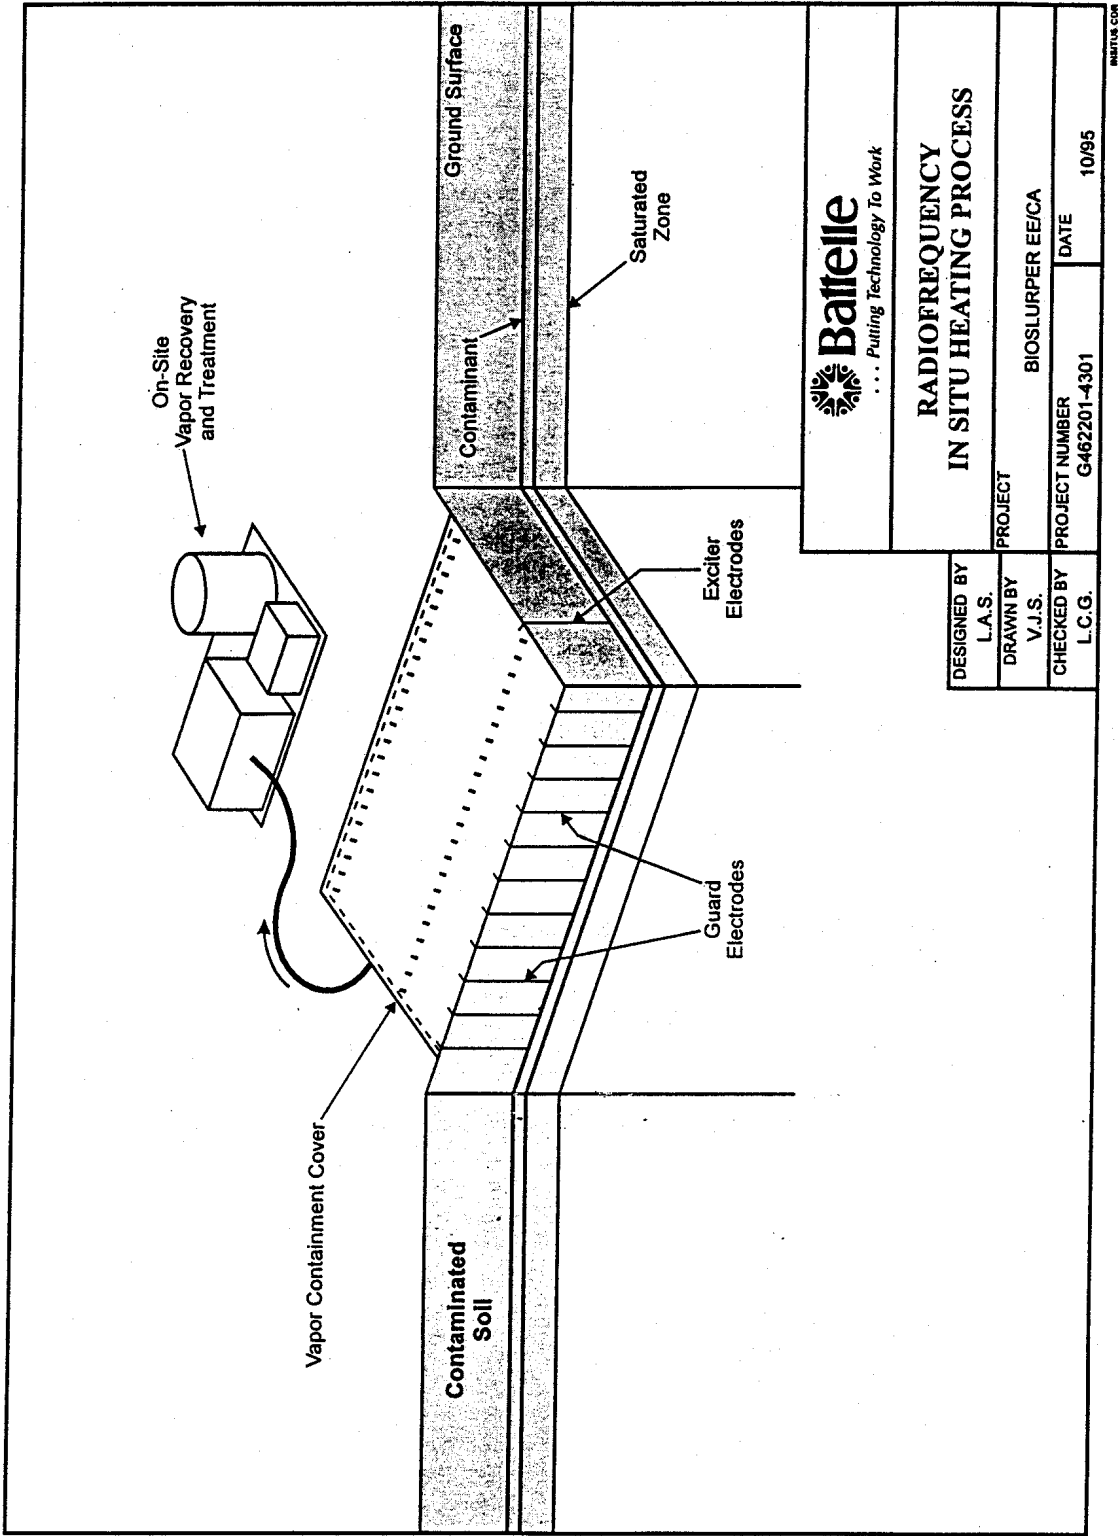 On-Site
Vapor Recovery
and Treatment
Vapor Containment Cover
Contaminated
Soil
Ground Surface
Contaminant
Saturated
Zone
Exciter
Electrodes
Guard
Electrodes
Battelle
. . . Putting Technology To Work
RADIOFREQUENCY
IN SITU HEATING PROCESS
DESIGNED BY
L.A.S.
DRAWN BY
V.J.S.
CHECKED BY
L.C.G.
PROJECT
BIOSLURPER EE/CA
PROJECT NUMBER
G462201-4301
DATE
10/95